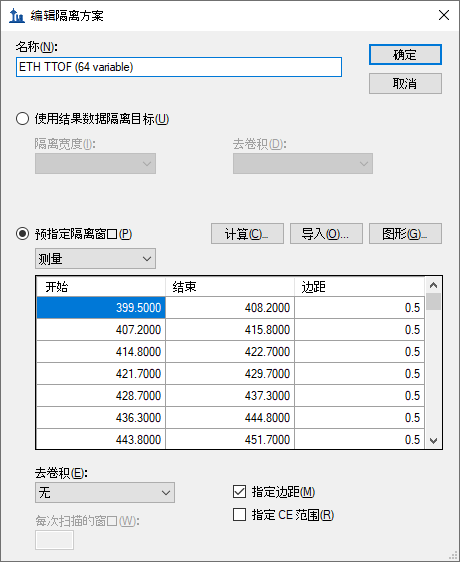 编辑隔离方案
名称(N):
ETH TTOF (64 variable)
确定
取消
使用结果数据隔离目标(U)
隔离宽度(I):
去卷积(D):
预指定隔离窗口(P)
计算(C)...
导入(O)...
图形(G)...
测量
开始 结束 边距
399.5000 408.2000 0.5
407.2000 415.8000 0.5
414.8000 422.7000 0.5
421.7000 429.7000 0.5
428.7000 437.3000 0.5
436.3000 444.8000 0.5
443.8000 451.7000 0.5
去卷积(E):
无
指定边距(M)
指定 CE 范围(R)
每次扫描的窗口(W):